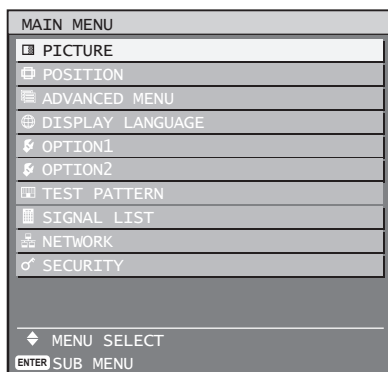 MAIN MENU
PICTURE
POSITION
ADVANCED MENU
DISPLAY LANGUAGE
OPTION1
OPTION2
TEST PATTERN
SIGNAL LIST
NETWORK
SECURITY
MENU SELECT
ENTER SUB MENU